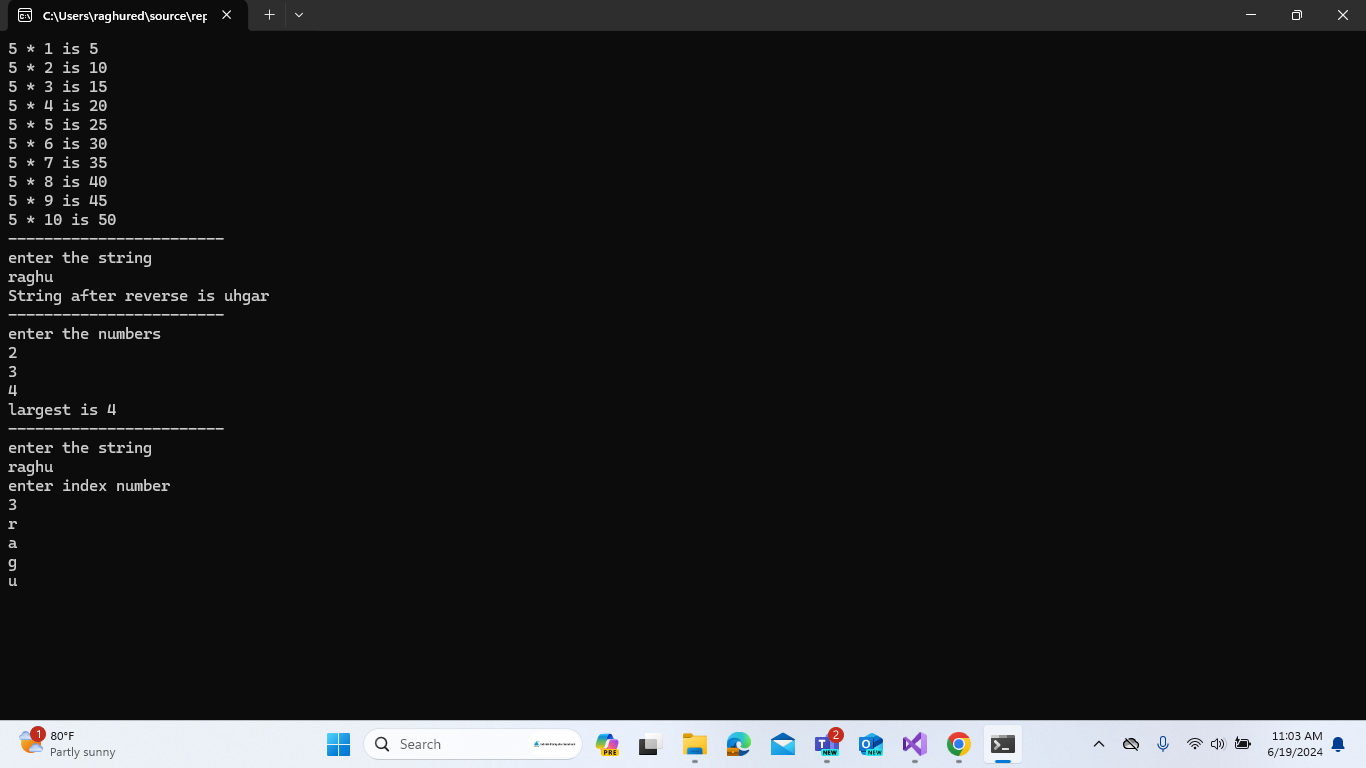 C:\Users\raghured\source\rep
5 * 1 is 5
5 * 2 is 10
5 * 3 is 15
5 * 4 is 20
5 * 5 is 25
5 * 6 is 30
5 * 7 is 35
5 * 8 is 40
5 * 9 is 45
5 * 10 is 50
------------------------
enter the string
raghu
String after reverse is uhgar
------------------------
enter the numbers
2
3
4
largest is 4
------------------------
enter the string
raghu
enter index number
3
r
a
g
u
1
80°F
Partly sunny
Search
PRE
2
NEW
NEW
11:03 AM
6/19/2024